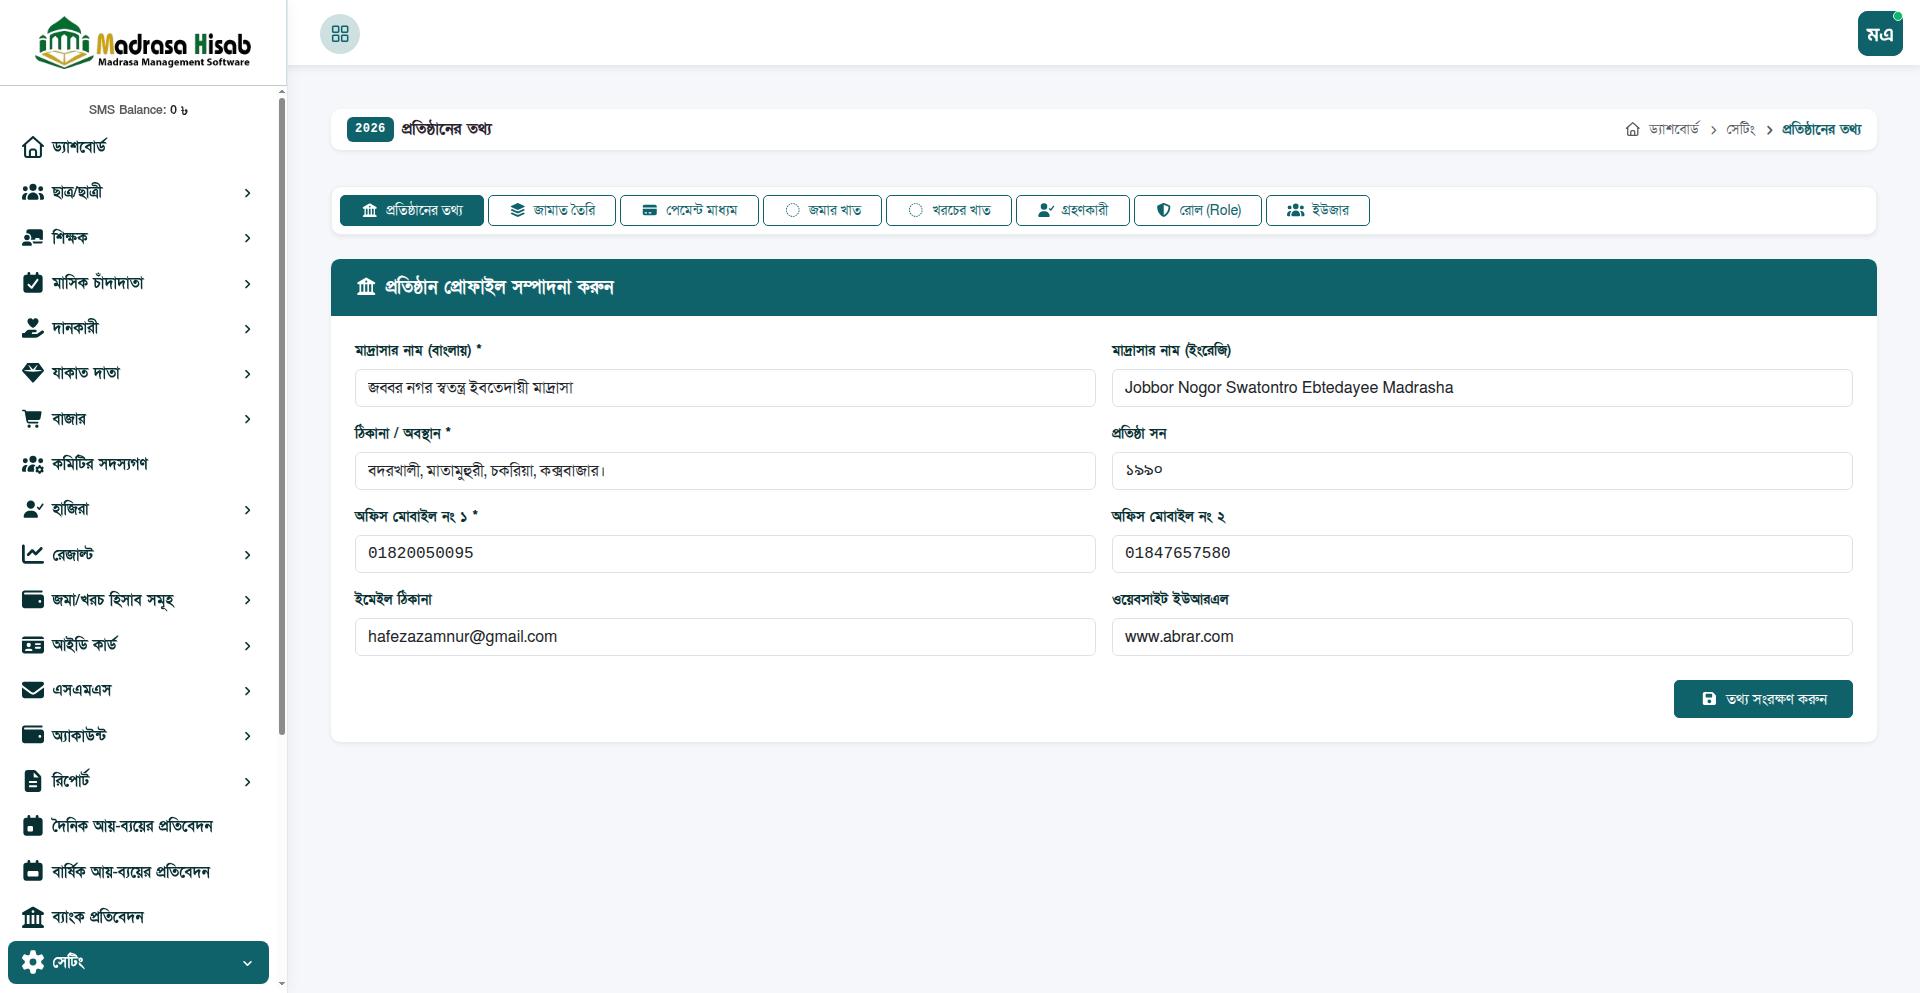 Madrasa Hisab
Madrasa Management Software
SMS Balance: 0 ৳
ড্যাশবোর্ড
ছাত্র/ছাত্রী
শিক্ষক
মাসিক চাঁদাদাতা
দানকারী
যাকাত দাতা
বাজার
কমিটির সদস্যগণ
হাজিরা
রেজাল্ট
জমা/খরচ হিসাব সমূহ
আইডি কার্ড
এসএমএস
অ্যাকাউন্ট
রিপোর্ট
দৈনিক আয়-ব্যয়ের প্রতিবেদন
বার্ষিক আয়-ব্যয়ের প্রতিবেদন
ব্যাংক প্রতিবেদন
সেটিং
মএ
2026 প্রতিষ্ঠানের তথ্য
ড্যাশবোর্ড > সেটিং > প্রতিষ্ঠানের তথ্য
প্রতিষ্ঠানের তথ্য জামাত তৈরি পেমেন্ট মাধ্যম জমার খাত খরচের খাত গ্রহণকারী রোল (Role) ইউজার
প্রতিষ্ঠান প্রোফাইল সম্পাদনা করুন
মাদ্রাসার নাম (বাংলায়) * মাদ্রাসার নাম (ইংরেজি)
জব্বর নগর স্বতন্ত্র ইবতেদায়ী মাদ্রাসা Jobbor Nogor Swatontro Ebtedayee Madrasha
ঠিকানা / অবস্থান * প্রতিষ্ঠা সন
বদরখালী, মাতামুহুরী, চকরিয়া, কক্সবাজার। ১৯৯০
অফিস মোবাইল নং ১ * অফিস মোবাইল নং ২
01820050095 01847657580
ইমেইল ঠিকানা ওয়েবসাইট ইউআরএল
hafezazamnur@gmail.com www.abrar.com
তথ্য সংরক্ষণ করুন